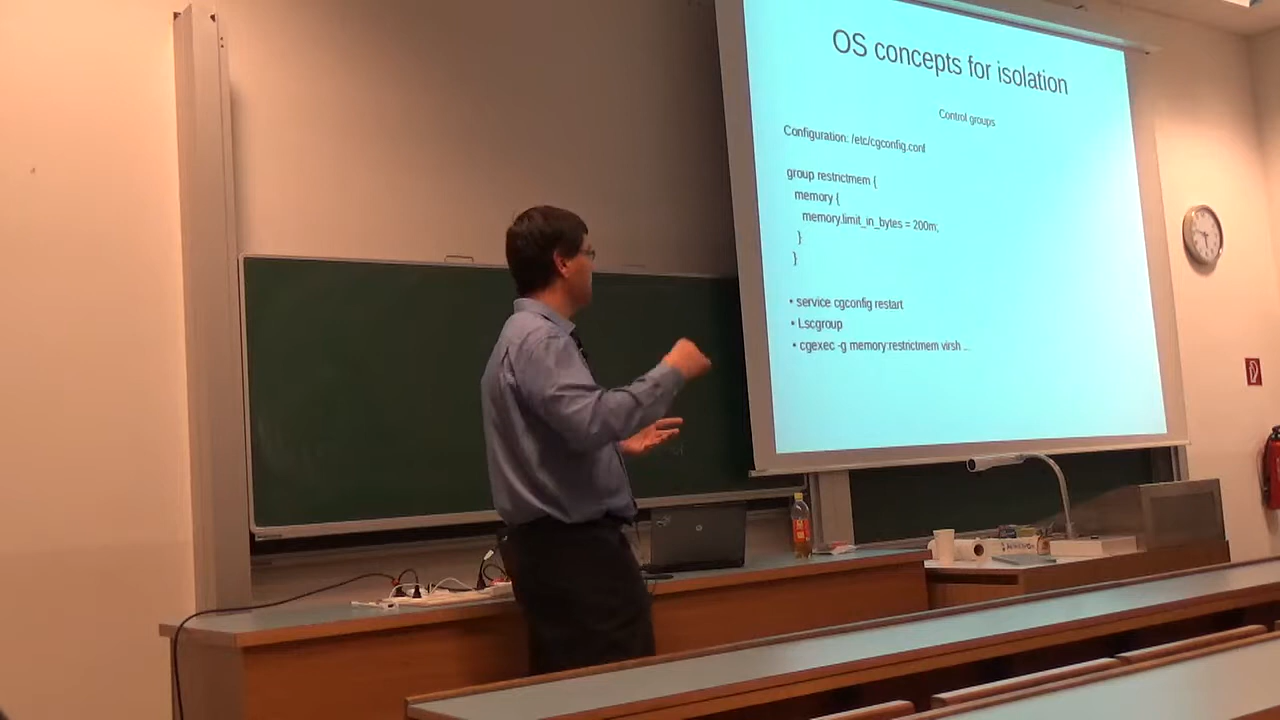 OS concepts for isolation
Control groups
Configuration: /etc/cgconfig.conf
group restrictmem {
memory {
memory.limit_in_bytes = 200m;
}
}
• service cgconfig restart
• Lscgroup
• cgexec -g memory:restrictmem virsh ...